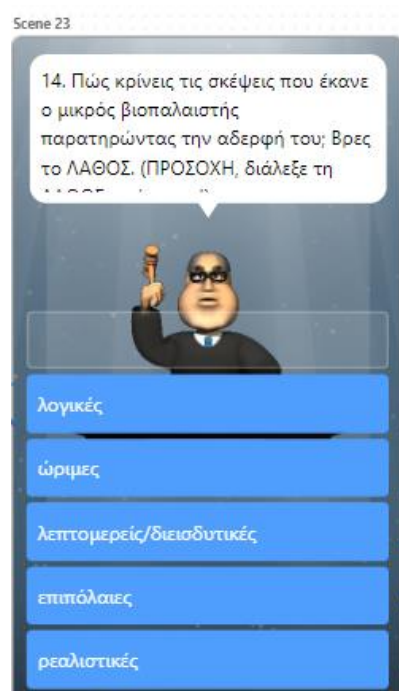 Scene 23
14. Πώς κρίνεις τις σκέψεις που έκανε
ο μικρός βιοπαλαιστής
παρατηρώντας την αδερφή του; Βρες
το ΛΑΘΟΣ. (ΠΡΟΣΟΧΗ, διάλεξε τη
λογικές
ώριμες
λεπτομερείς/διεισδυτικές
επιπόλαιες
ρεαλιστικές